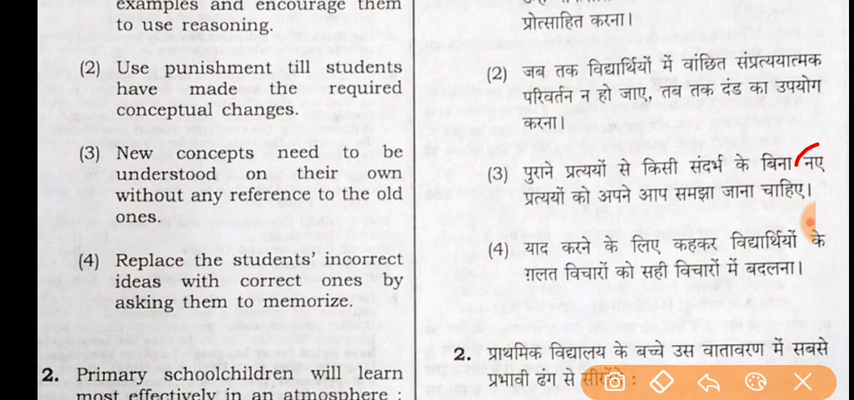 examples and encourage them
to use reasoning.
(2) Use punishment till students
have made the required
conceptual changes.
(3) New concepts need to be
understood on their own
without any reference to the old
ones.
(4) Replace the students' incorrect
ideas with correct ones by
asking them to memorize.
2. Primary schoolchildren will learn
most effectively in an atmosphere :
प्रोत्साहित करना।
(2) जब तक विद्यार्थियों में वांछित संप्रत्ययात्मक
परिवर्तन न हो जाए, तब तक दंड का उपयोग
करना।
(3) पुराने प्रत्ययों से किसी संदर्भ के बिना नए
प्रत्ययों को अपने आप समझा जाना चाहिए।
(4) याद करने के लिए कहकर विद्यार्थियों के
ग़लत विचारों को सही विचारों में बदलना।
2. प्राथमिक विद्यालय के बच्चे उस वातावरण में सबसे
प्रभावी ढंग से सीखेंगे :